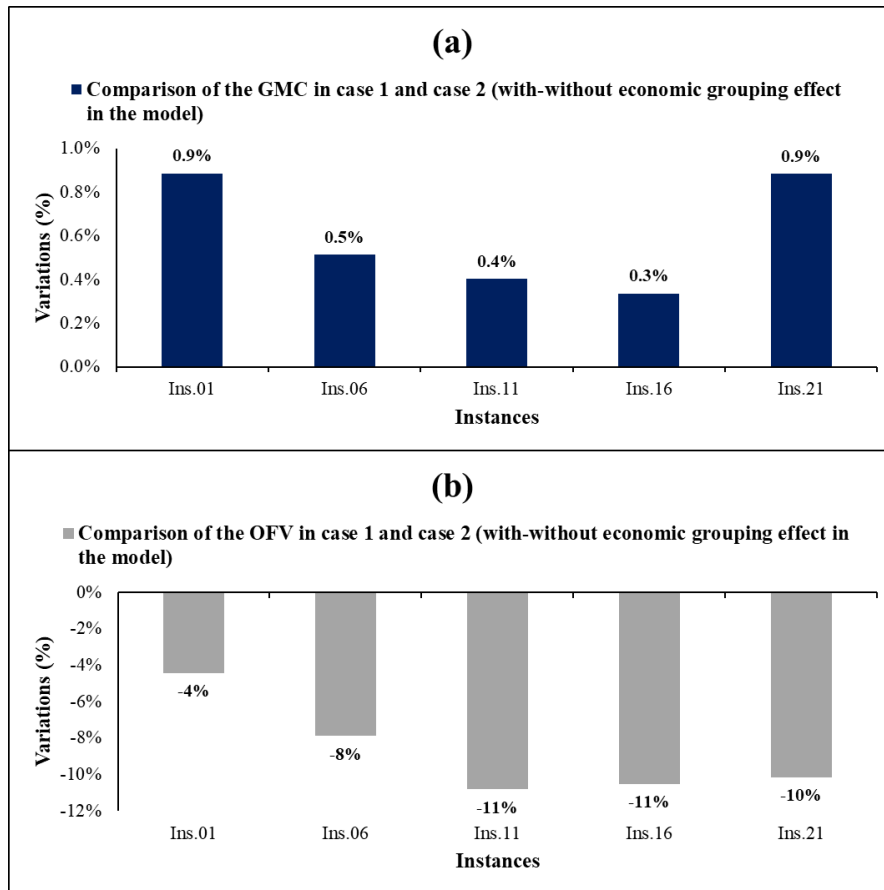 (a)
Comparison of the GMC in case 1 and case 2 (with-without economic grouping effect
in the model)
1.0%
0.8%
0.6%
0.4%
0.2%
0.0%
Variations (%)
0.9%
0.5%
0.4%
0.3%
0.9%
Ins.01 Ins.06 Ins.11 Ins.16 Ins.21
Instances
(b)
Comparison of the OFV in case 1 and case 2 (with-without economic grouping effect in
the model)
0%
-2%
-4%
-6%
-8%
-10%
-12%
Variations (%)
-4%
-8%
-11%
-11%
-10%
Ins.01 Ins.06 Ins.11 Ins.16 Ins.21
Instances